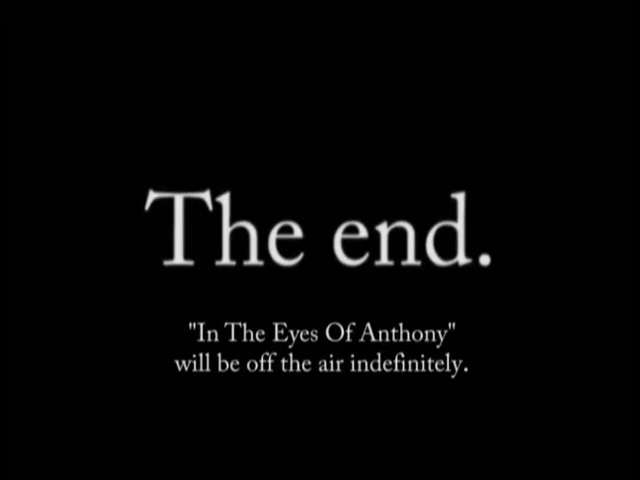 The end.
"In The Eyes Of Anthony"
will be off the air indefinitely.